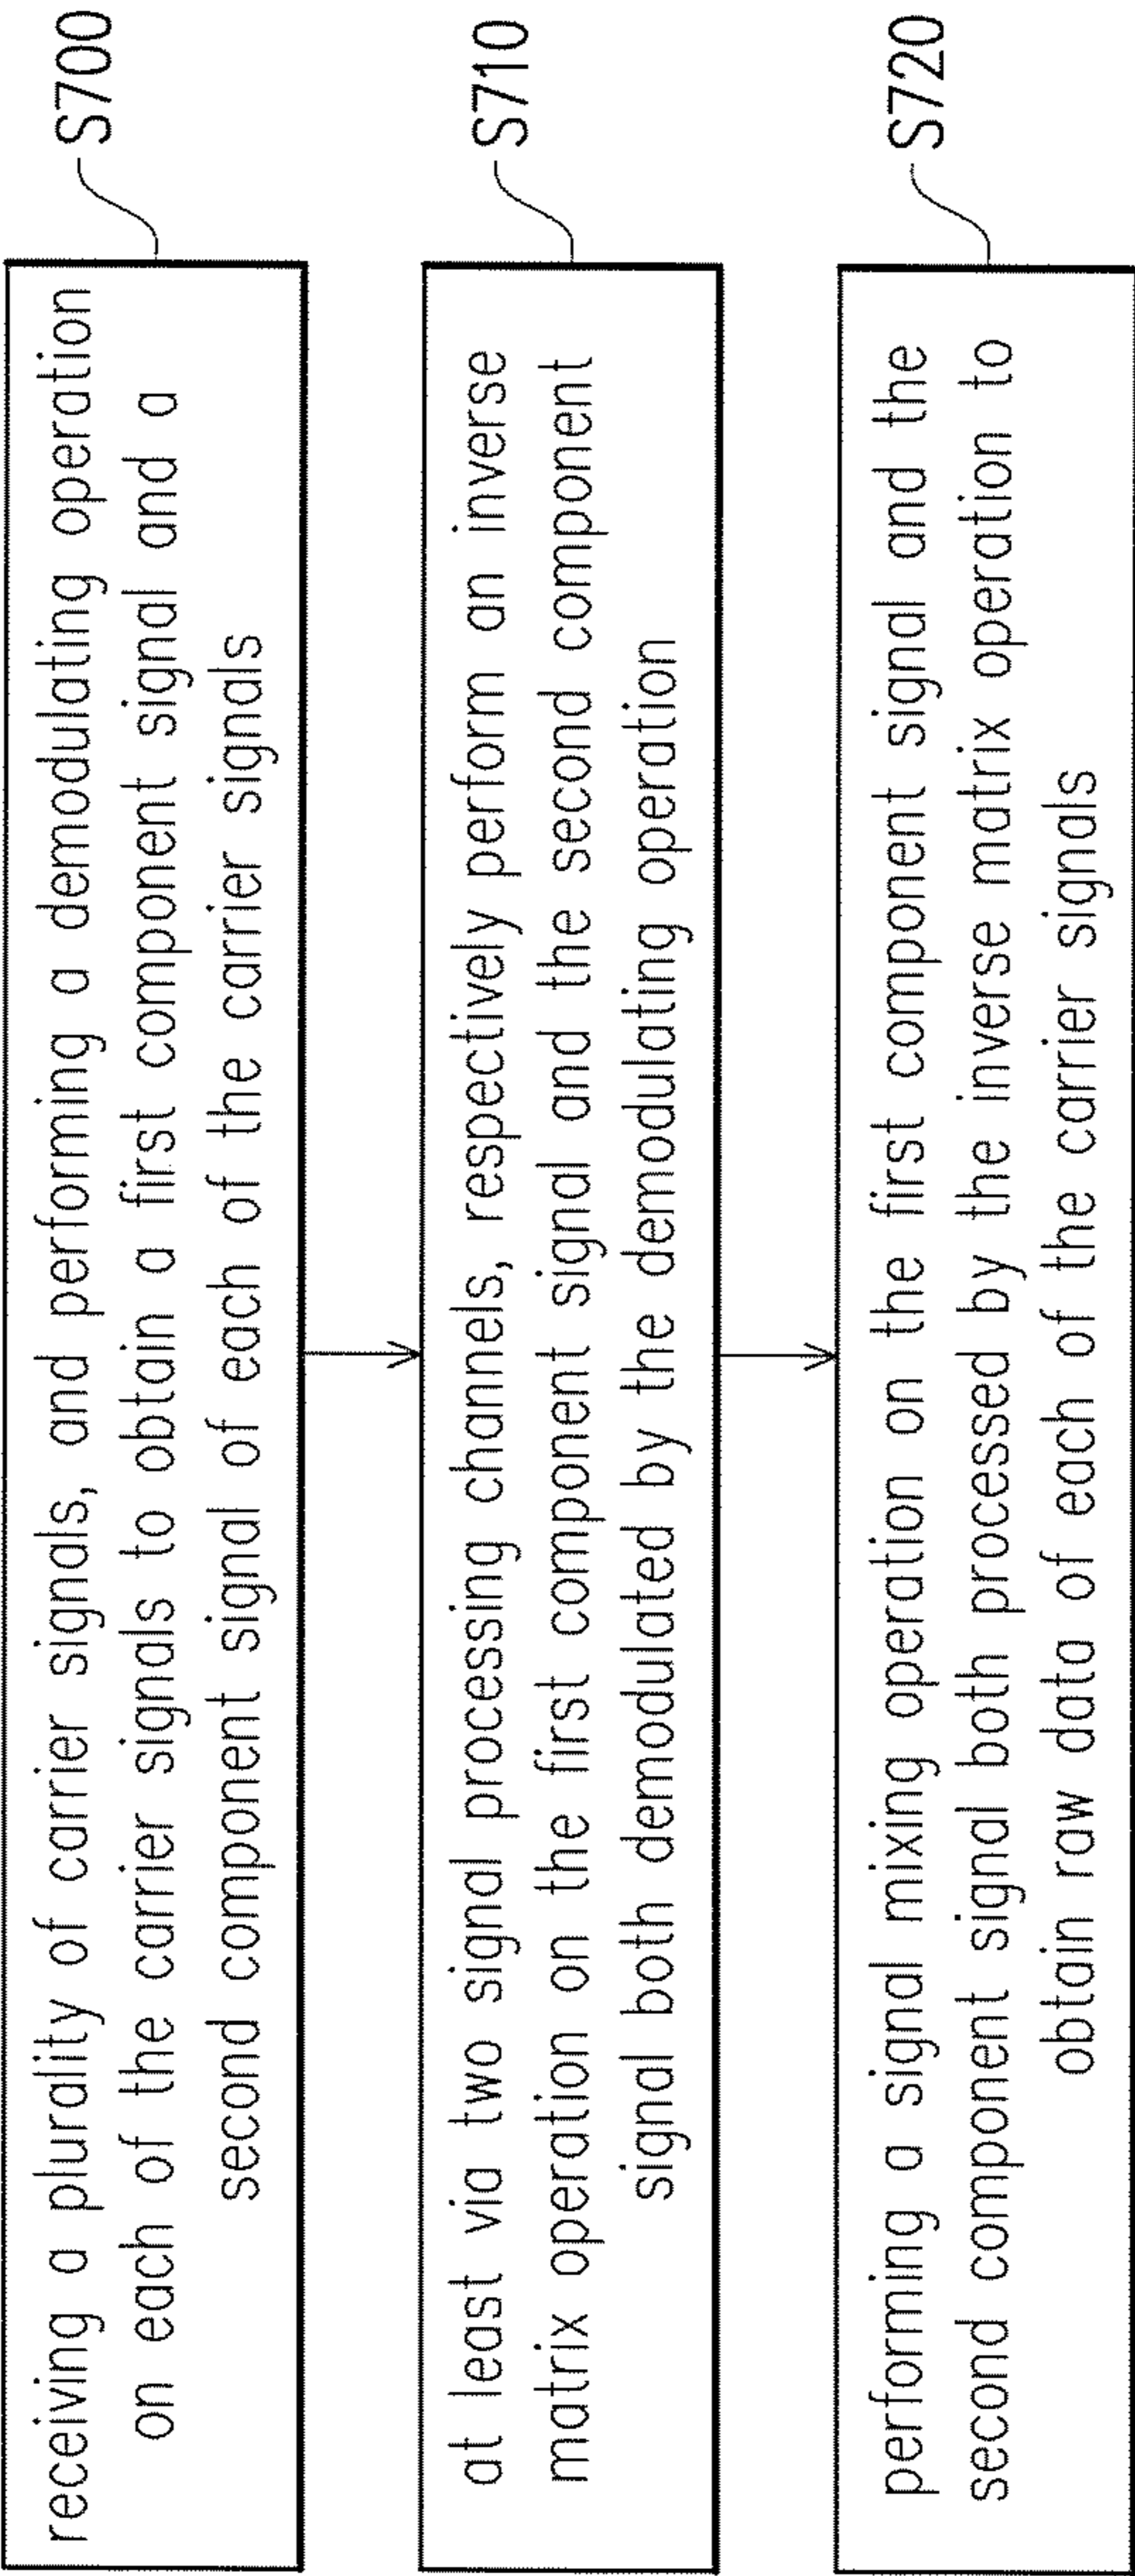 receiving a plurality of carrier signals, and performing a demodulating operation
on each of the carrier signals to obtain a first component signal and a
second component signal of each of the carrier signals
S700
at least via two signal processing channels, respectively perform an inverse
matrix operation on the first component signal and the second component
signal both demodulated by the demodulating operation
S710
performing a signal mixing operation on the first component signal and the
second component signal both processed by the inverse matrix operation to
obtain raw data of each of the carrier signals
S720